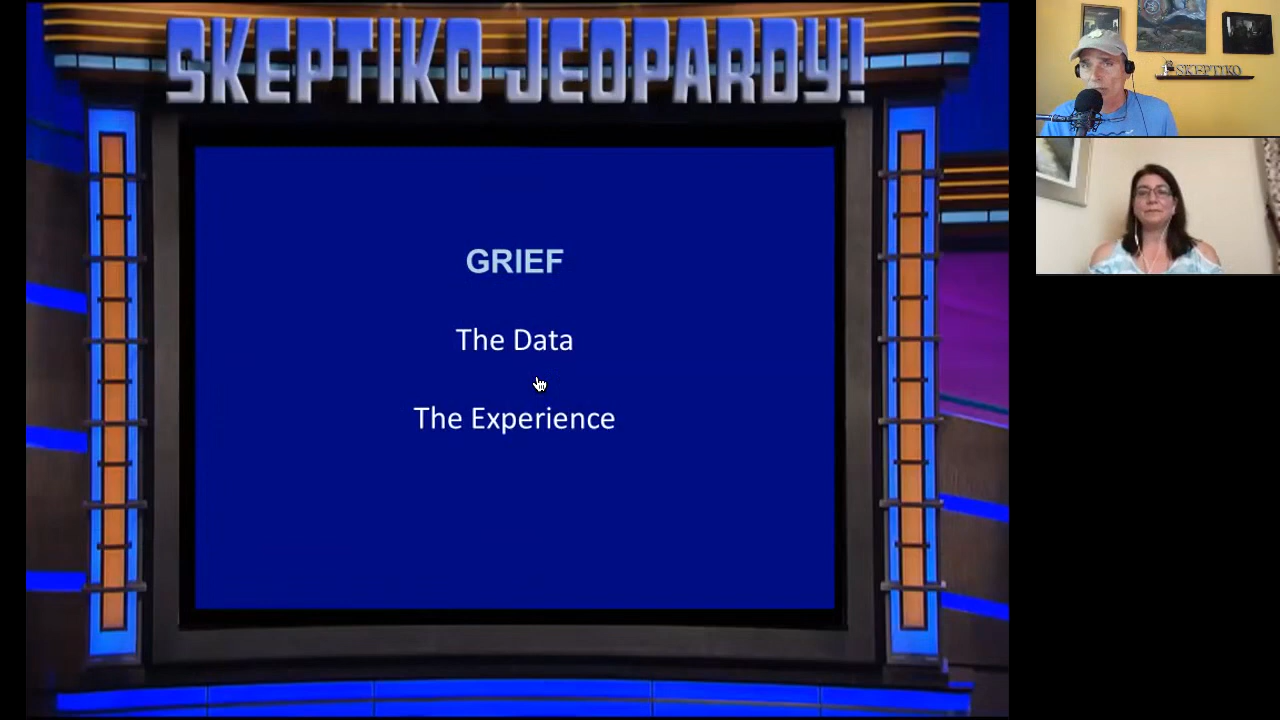 SKEPTIKO JEOPARDY!
SKEPTIKO
GRIEF
The Data
The Experience